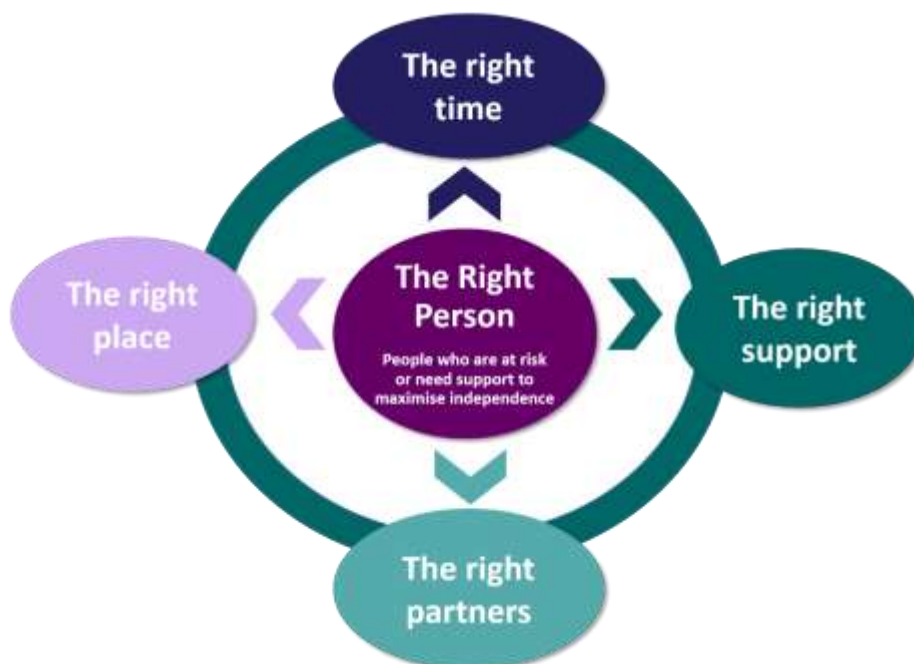 The right
time
The right
place
The Right
Person
People who are at risk
or need support to
maximise independence
The right
support
The right
partners